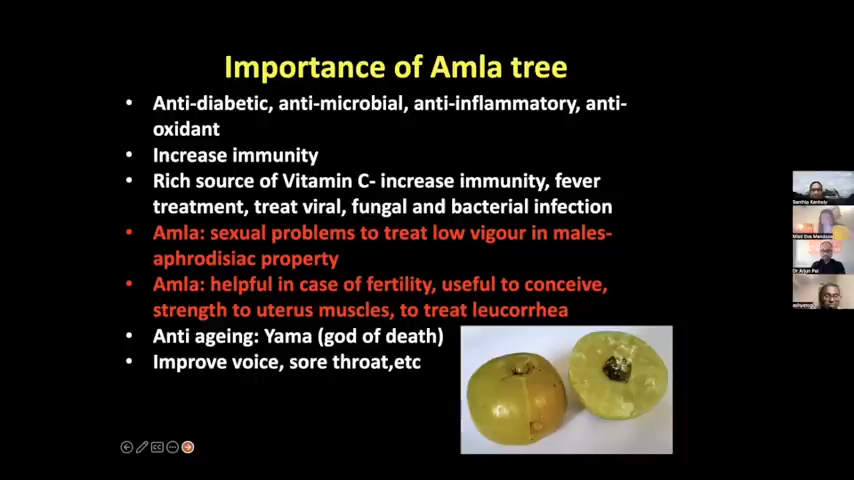 Importance of Amla tree
• Anti-diabetic, anti-microbial, anti-inflammatory, anti-
oxidant
• Increase immunity
• Rich source of Vitamin C- increase immunity, fever
treatment, treat viral, fungal and bacterial infection
• Amla: sexual problems to treat low vigour in males-
aphrodisiac property
• Amla: helpful in case of fertility, useful to conceive,
strength to uterus muscles, to treat leucorrhea
• Anti ageing: Yama (god of death)
• Improve voice, sore throat,etc
Dr Arjun Pai